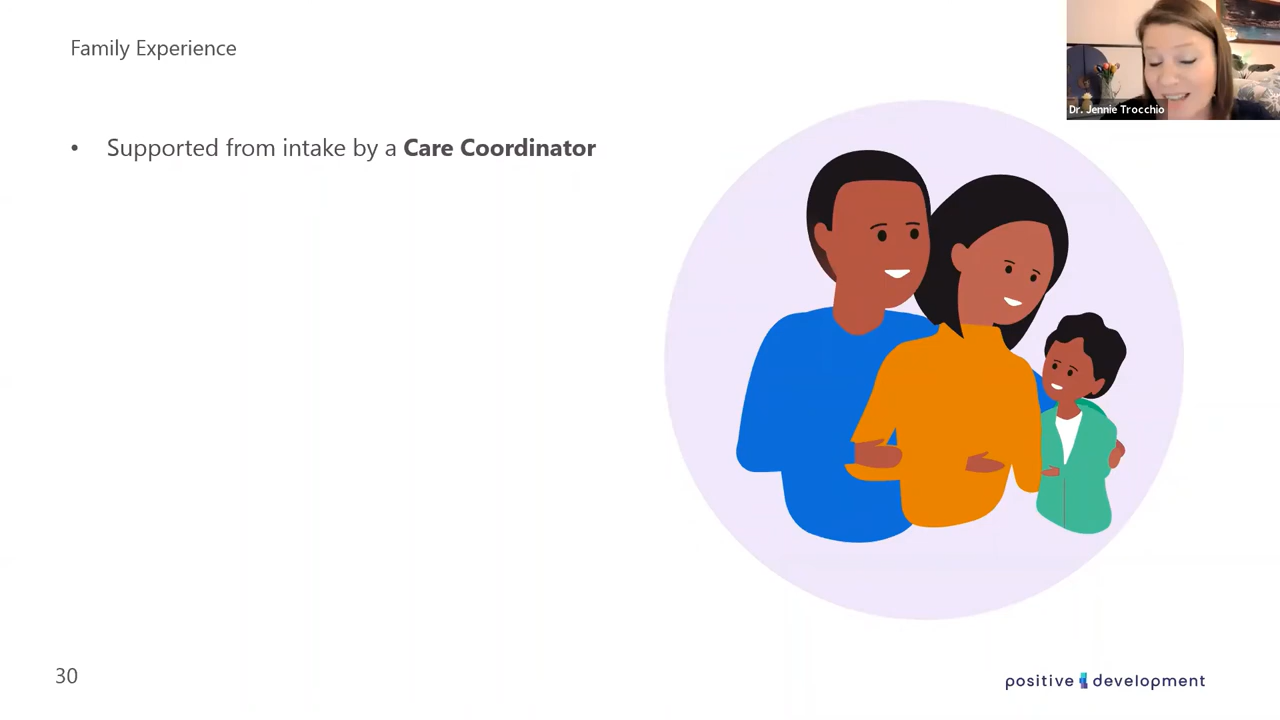 Family Experience
Dr. Jennie Trocchio
• Supported from intake by a Care Coordinator
30
positive development